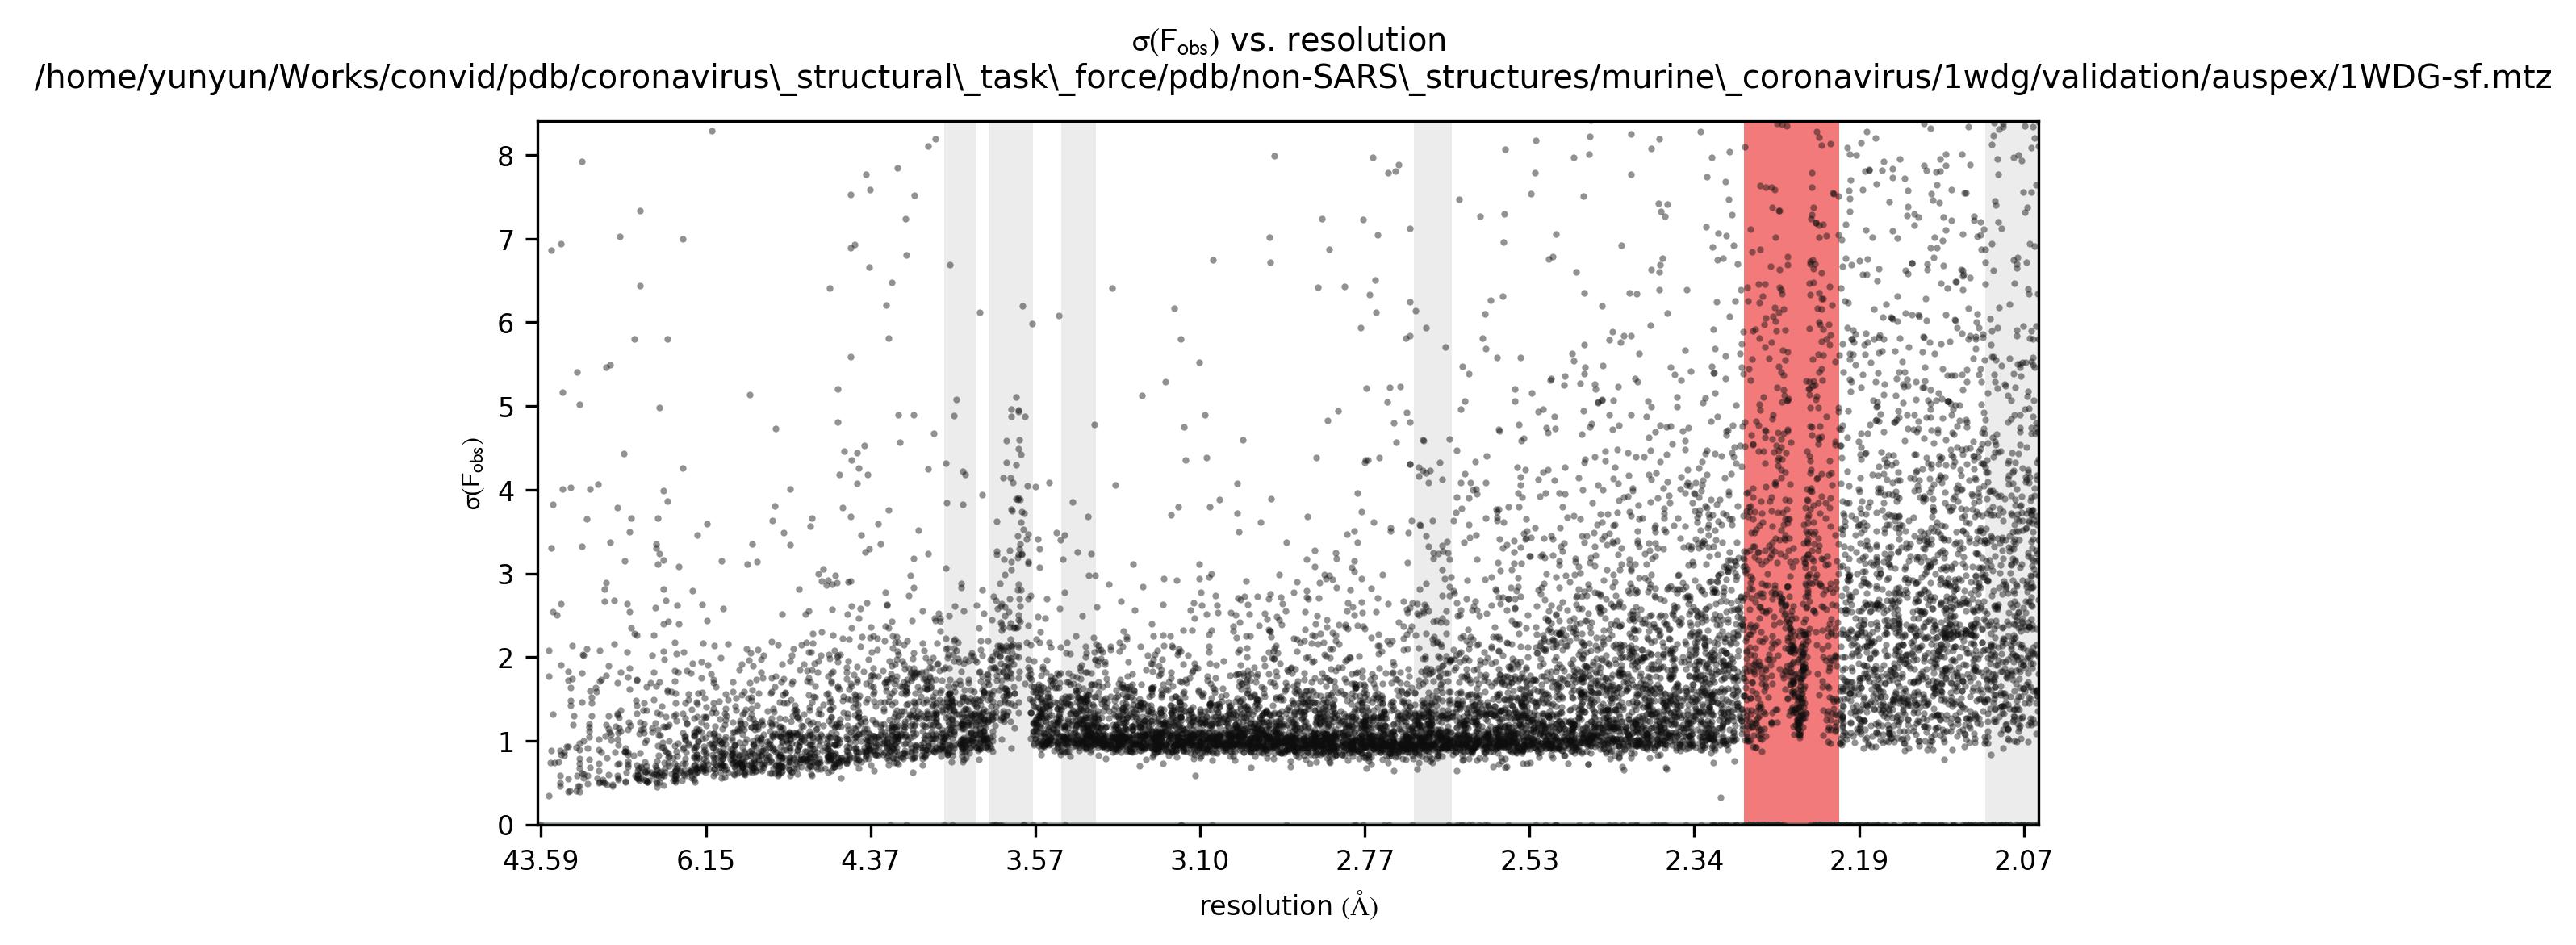 σ(Fobs) vs. resolution
/home/yunyun/Works/convid/pdb/coronavirus\_structural\_task\_force/pdb/non-SARS\_structures/murine\_coronavirus/1wdg/validation/auspex/1WDG-sf.mtz
8
7
6
5
4
3
2
1
0
σ(Fobs)
43.59 6.15 4.37 3.57 3.10 2.77 2.53 2.34 2.19 2.07
resolution (Å)